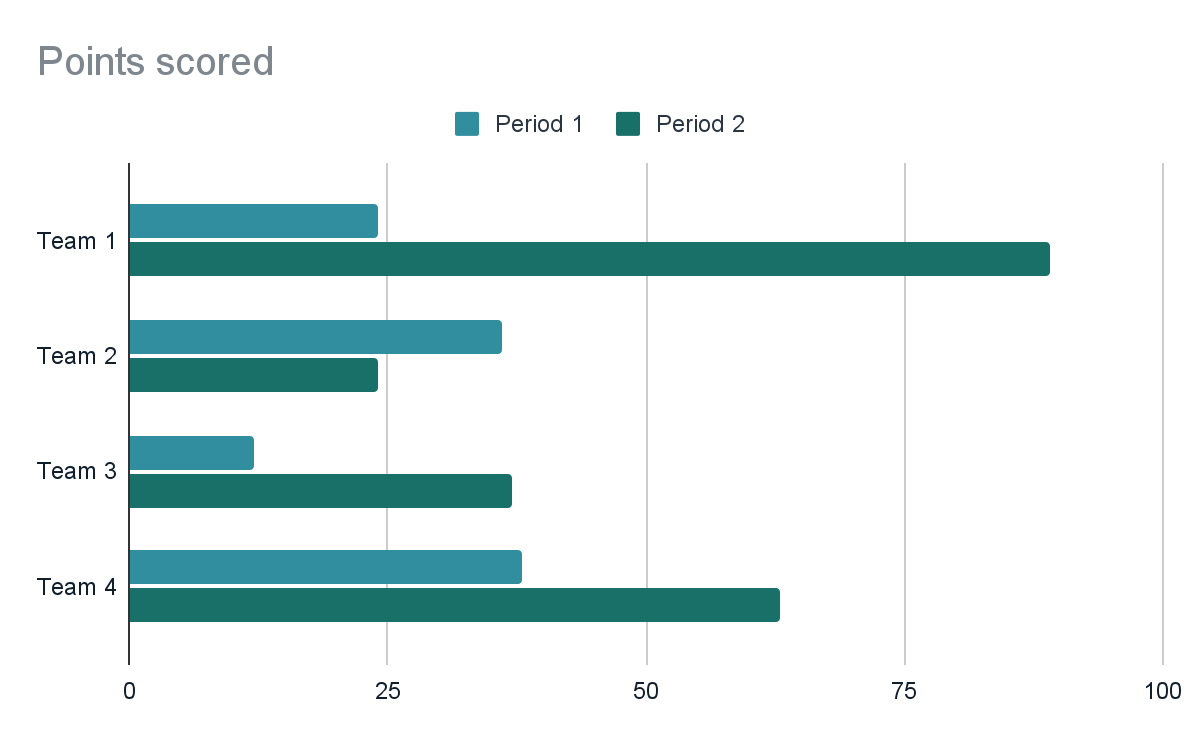 Points scored
Period 1 Period 2
Team 1
Team 2
Team 3
Team 4
0 25 50 75 100